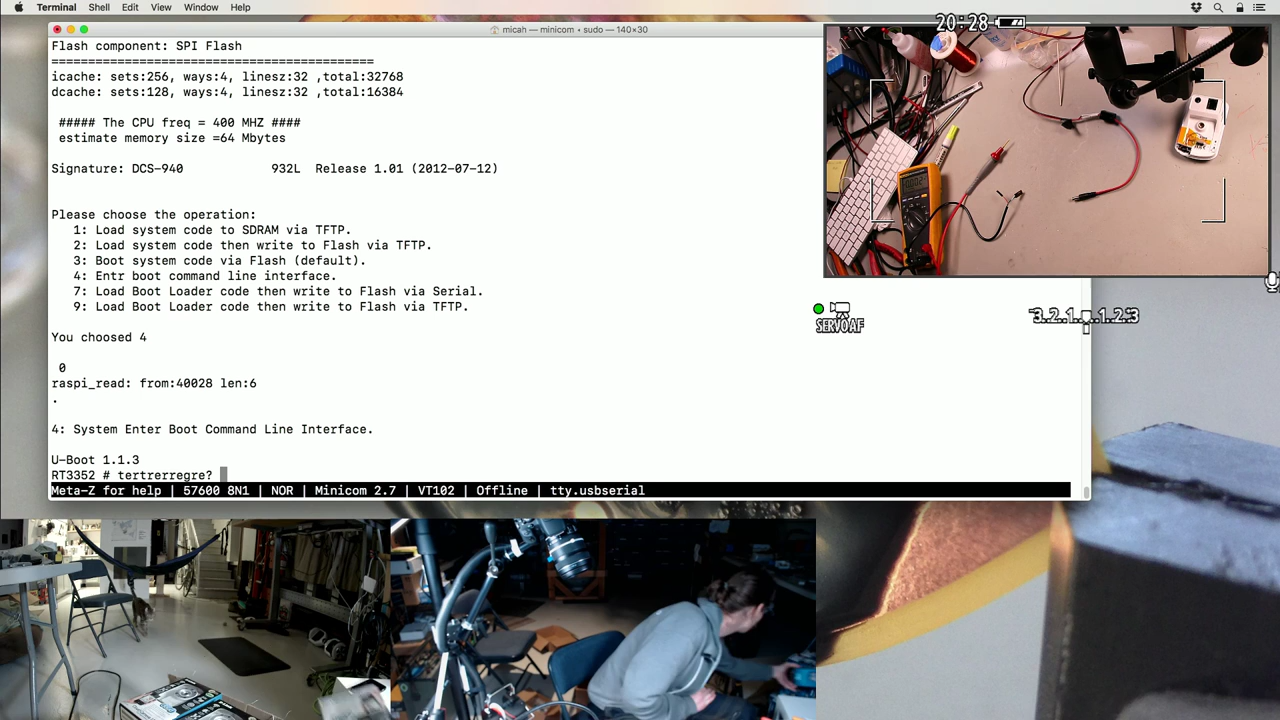 Terminal Shell Edit View Window Help
micah — minicom • sudo — 140×30
Flash component: SPI Flash
============================================
icache: sets:256, ways:4, linesz:32 ,total:32768
dcache: sets:128, ways:4, linesz:32 ,total:16384
##### The CPU freq = 400 MHZ ####
estimate memory size =64 Mbytes
Signature: DCS-940 932L Release 1.01 (2012-07-12)
Please choose the operation:
1: Load system code to SDRAM via TFTP.
2: Load system code then write to Flash via TFTP.
3: Boot system code via Flash (default).
4: Entr boot command line interface.
7: Load Boot Loader code then write to Flash via Serial.
9: Load Boot Loader code then write to Flash via TFTP.
You choosed 4
0
raspi_read: from:40028 len:6
.
4: System Enter Boot Command Line Interface.
U-Boot 1.1.3
RT3352 # tertrerregre?
Meta-Z for help | 57600 8N1 | NOR | Minicom 2.7 | VT102 | Offline | tty.usbserial
20:28
SERVOAF
-3.2.1.0.1.2.3